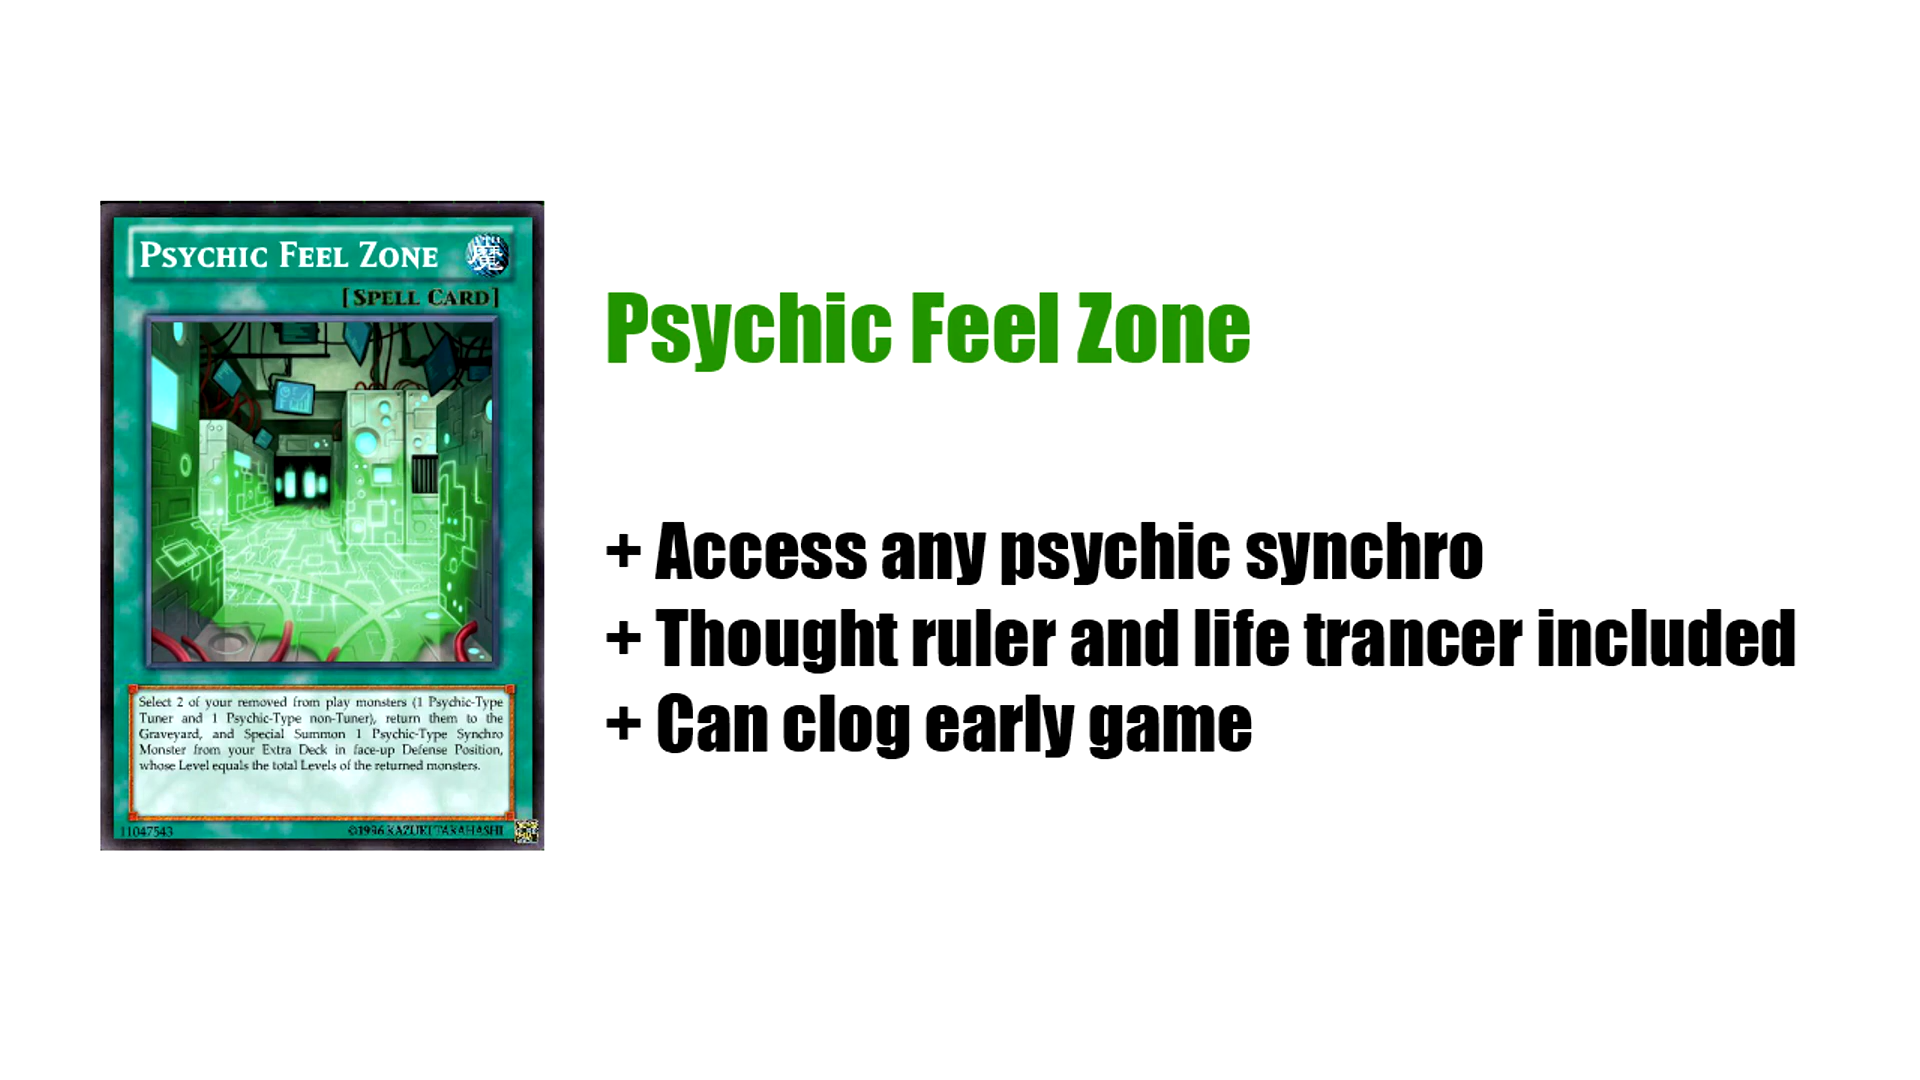 PSYCHIC FEEL ZONE
[SPELL CARD]
Select 2 of your removed from play monsters (1 Psychic-Type
Tuner and 1 Psychic-Type non-Tuner), return them to the
Graveyard, and Special Summon 1 Psychic-Type Synchro
Monster from your Extra Deck in face-up Defense Position,
whose Level equals the total Levels of the returned monsters.
11047543
©1996 KAZUKI TAKAHASHI
Psychic Feel Zone
+ Access any psychic synchro
+ Thought ruler and life trancer included
+ Can clog early game